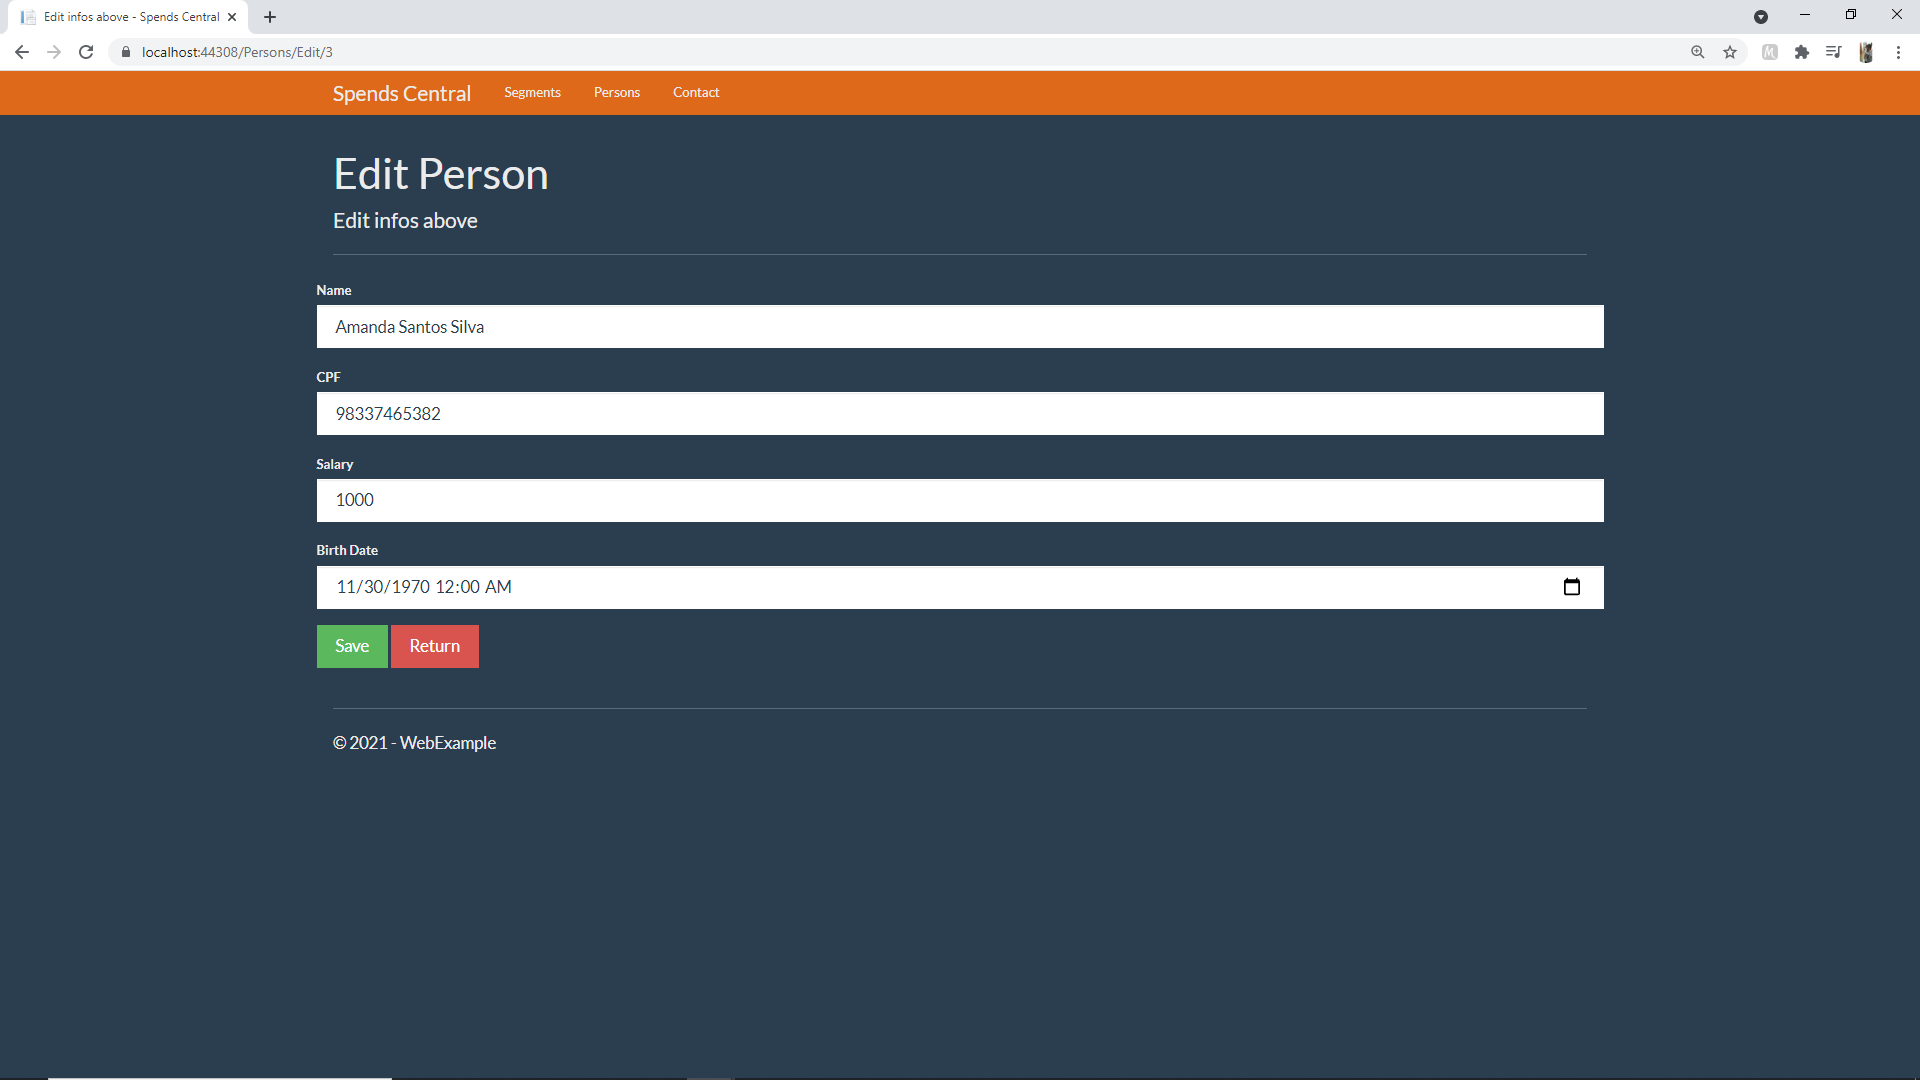 Edit infos above - Spends Central
localhost:44308/Persons/Edit/3
Spends Central Segments Persons Contact
Edit Person
Edit infos above
Name
Amanda Santos Silva
CPF
98337465382
Salary
1000
Birth Date
11/30/1970 12:00 AM
Save Return
© 2021 - WebExample